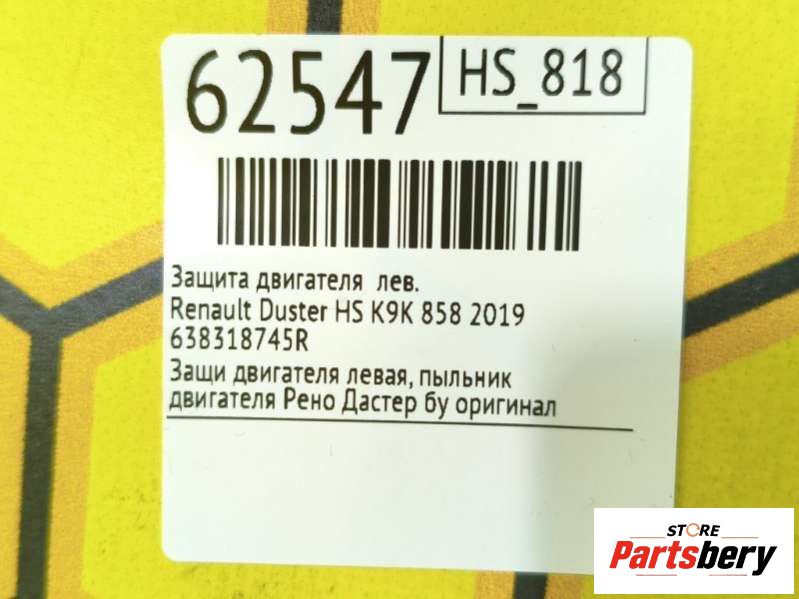 62547
HS_818
Защита двигателя лев.
Renault Duster HS K9K 858 2019
638318745R
Защи двигателя левая, пыльник
двигателя Рено Дастер бу оригинал
STORE
Partsbery